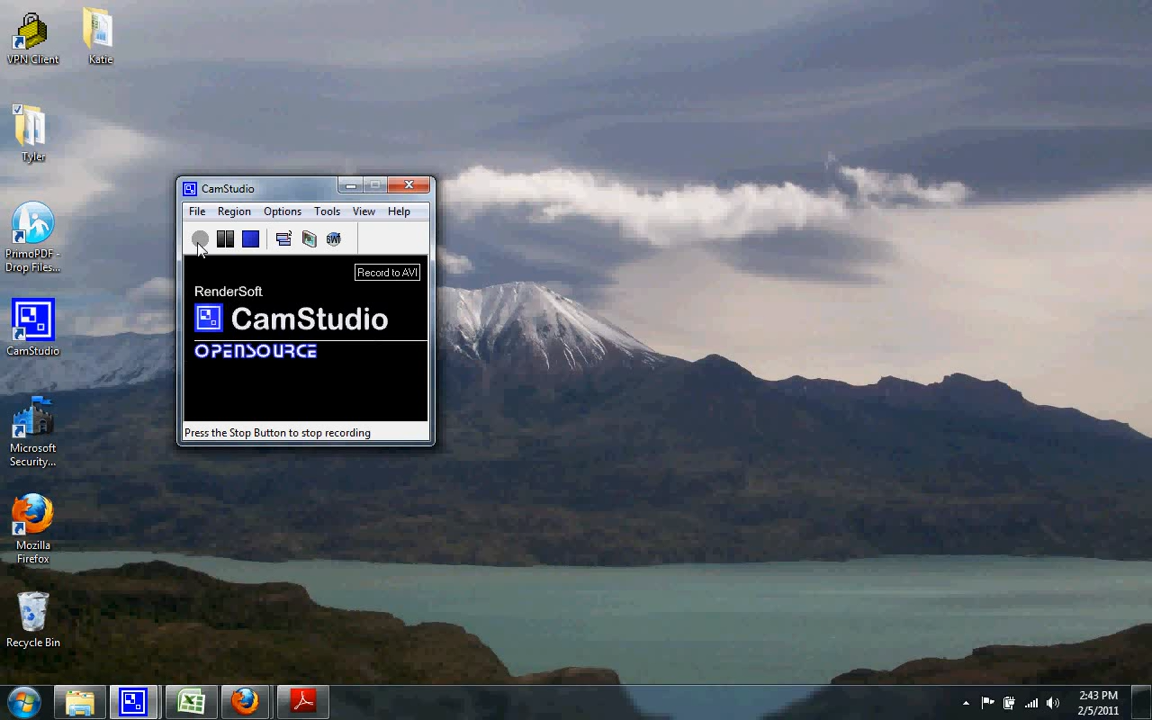 VPN Client
Katie
Tyler
PrimoPDF -
Drop Files...
CamStudio
Microsoft
Security...
Mozilla
Firefox
Recycle Bin
CamStudio
File Region Options Tools View Help
SWF
Record to AVI
RenderSoft
CamStudio
OPENSOURCE
Press the Stop Button to stop recording
2:43 PM
2/5/2011